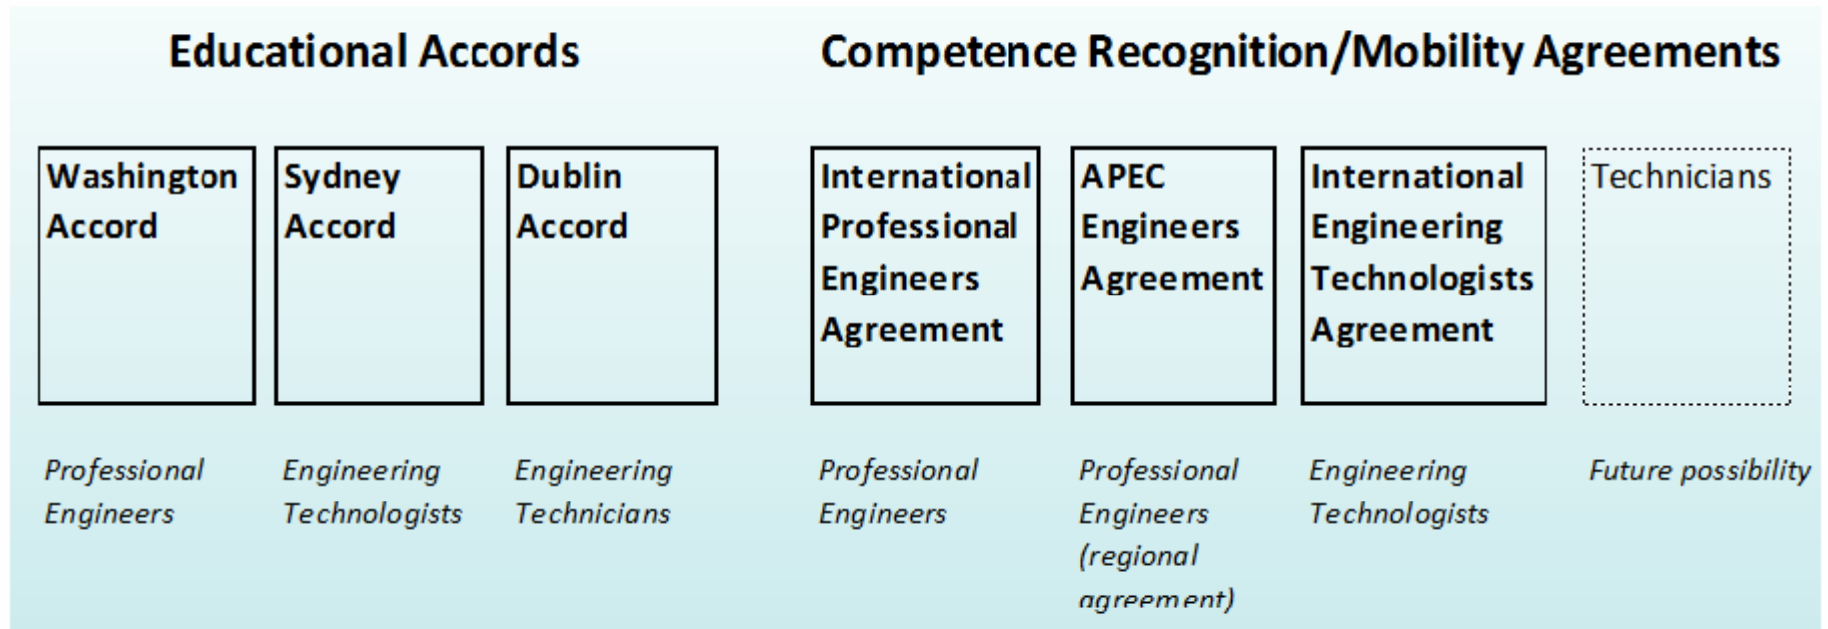 Educational Accords
Competence Recognition/Mobility Agreements
Washington
Accord
Sydney
Accord
Dublin
Accord
International
Professional
Engineers
Agreement
APEC
Engineers
Agreement
International
Engineering
Technologists
Agreement
Technicians
Professional
Engineers
Engineering
Technologists
Engineering
Technicians
Professional
Engineers
Professional
Engineers
(regional
agreement)
Engineering
Technologists
Future possibility